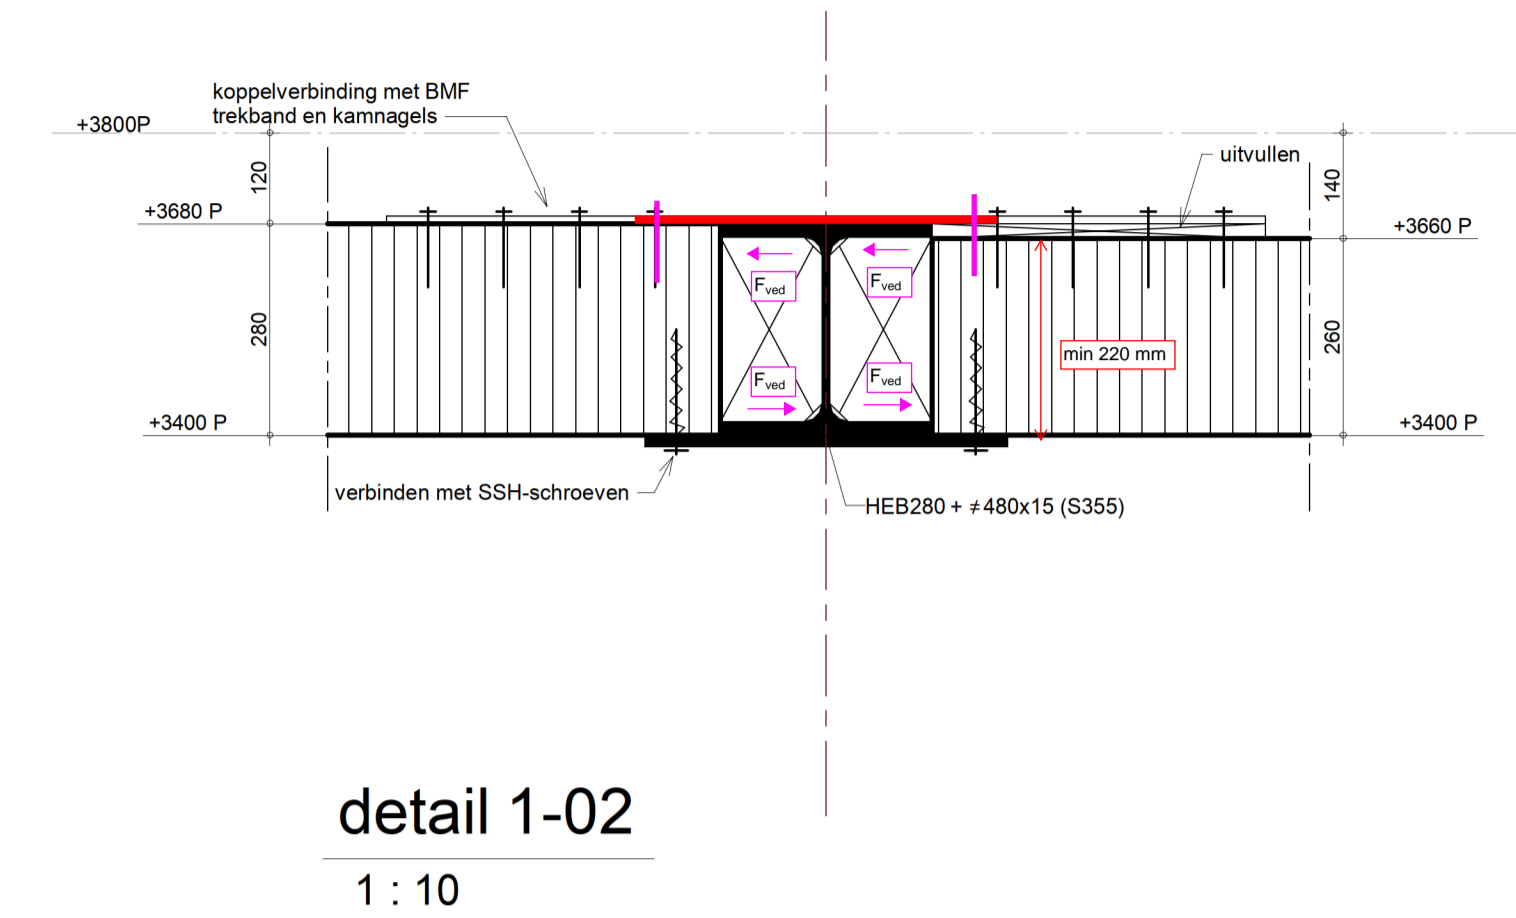 koppelverbinding met BMF
trekband en kamnagels
+3800P
uitvullen
120
140
+3680 P
+3660 P
Fved
Fved
280
260
min 220 mm
Fved
Fved
+3400 P
+3400 P
verbinden met SSH-schroeven
HEB280 + ≠480x15 (S355)
detail 1-02
1 : 10